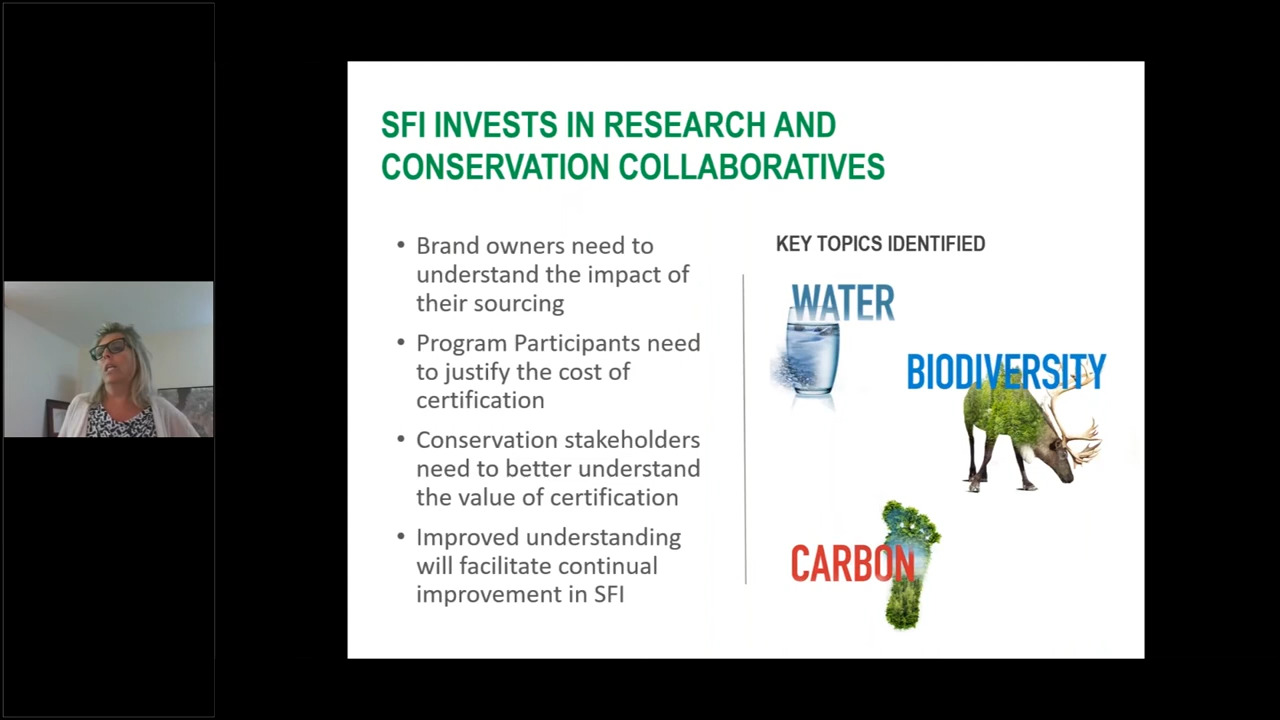 SFI INVESTS IN RESEARCH AND
CONSERVATION COLLABORATIVES
• Brand owners need to
understand the impact of
their sourcing
• Program Participants need
to justify the cost of
certification
• Conservation stakeholders
need to better understand
the value of certification
• Improved understanding
will facilitate continual
improvement in SFI
KEY TOPICS IDENTIFIED
WATER
BIODIVERSITY
CARBON